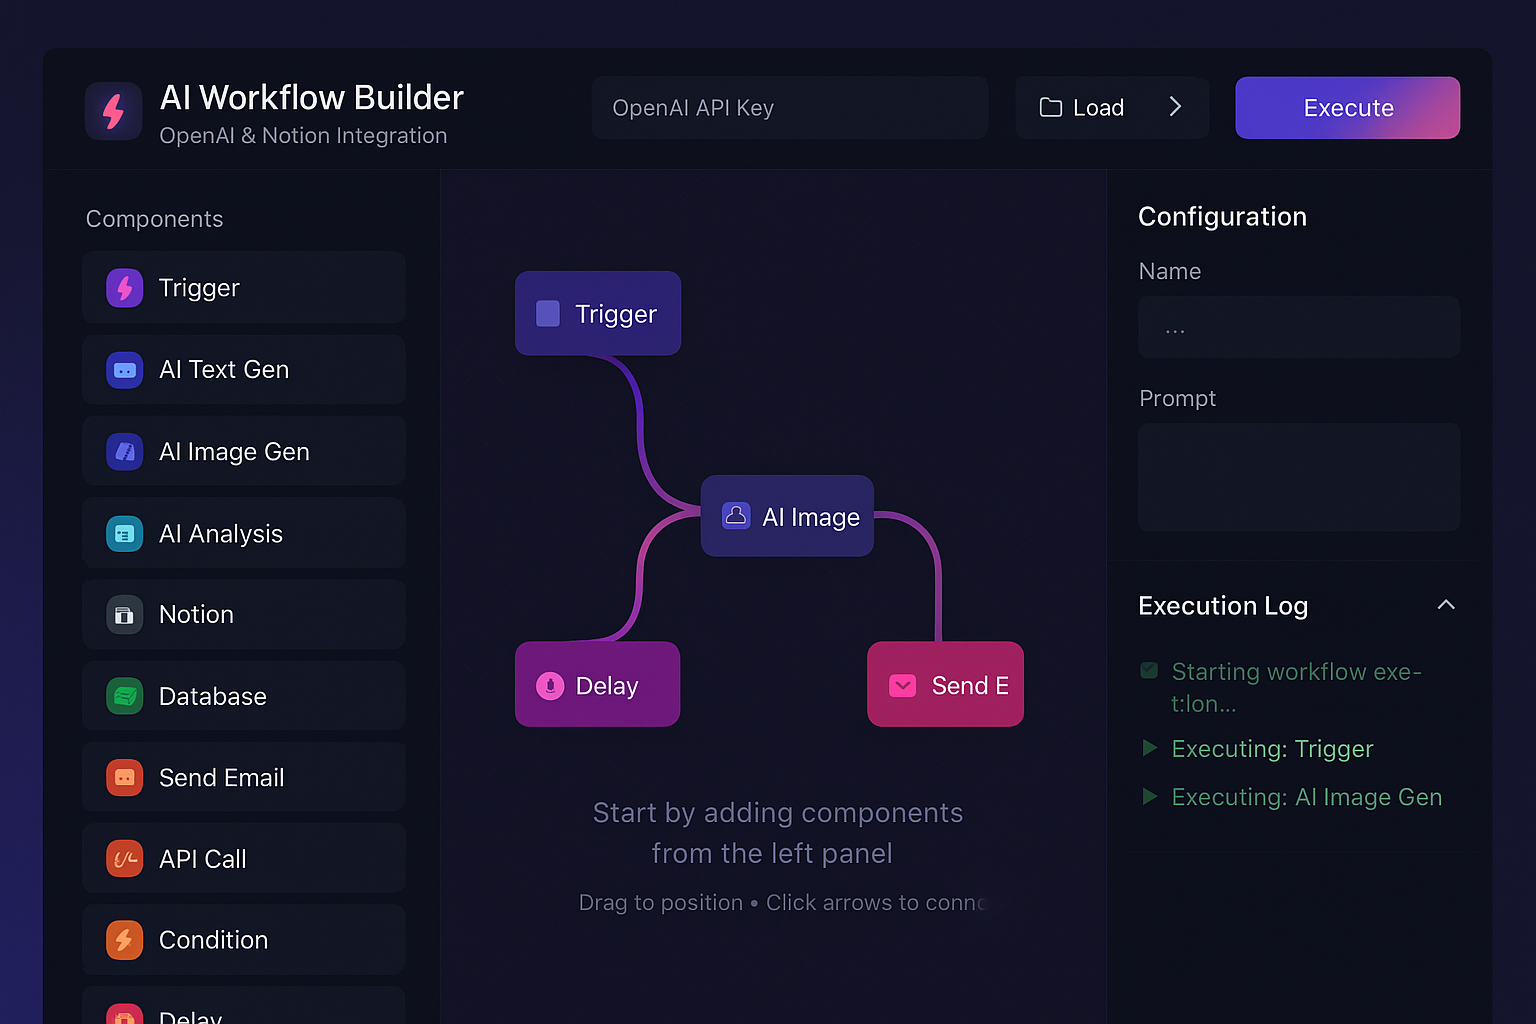 AI Workflow Builder
OpenAI & Notion Integration
OpenAI API Key
Load
Execute
Components
Trigger
AI Text Gen
AI Image Gen
AI Analysis
Notion
Database
Send Email
API Call
Condition
Delay
Trigger
AI Image
Delay
Send E
Start by adding components
from the left panel
Drag to position • Click arrows to conno
Configuration
Name
...
Prompt
Execution Log
Starting workflow exe-
t:lon...
Executing: Trigger
Executing: AI Image Gen